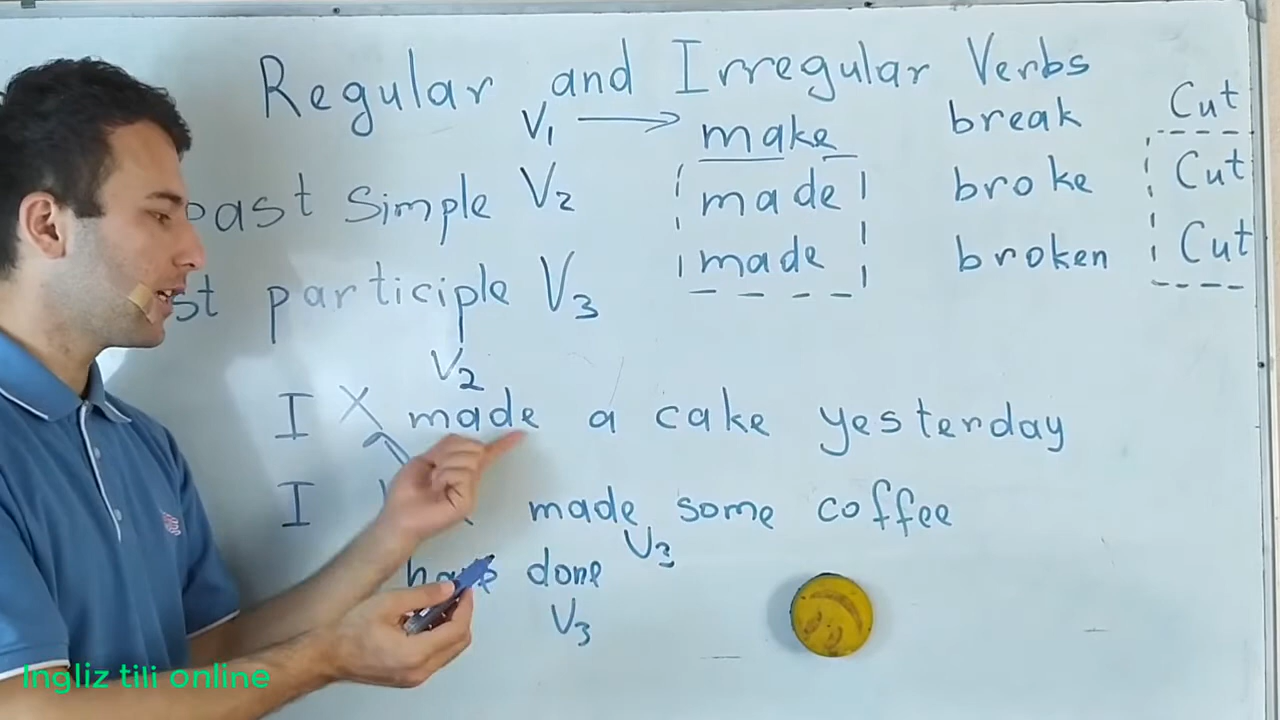 Regular and Irregular Verbs
V1 → make break Cut
past simple V2 made broke Cut
participle V3 made broken Cut
V2
I X made a cake yesterday
I made some coffee
V3
have done
V3
Ingliz tili online